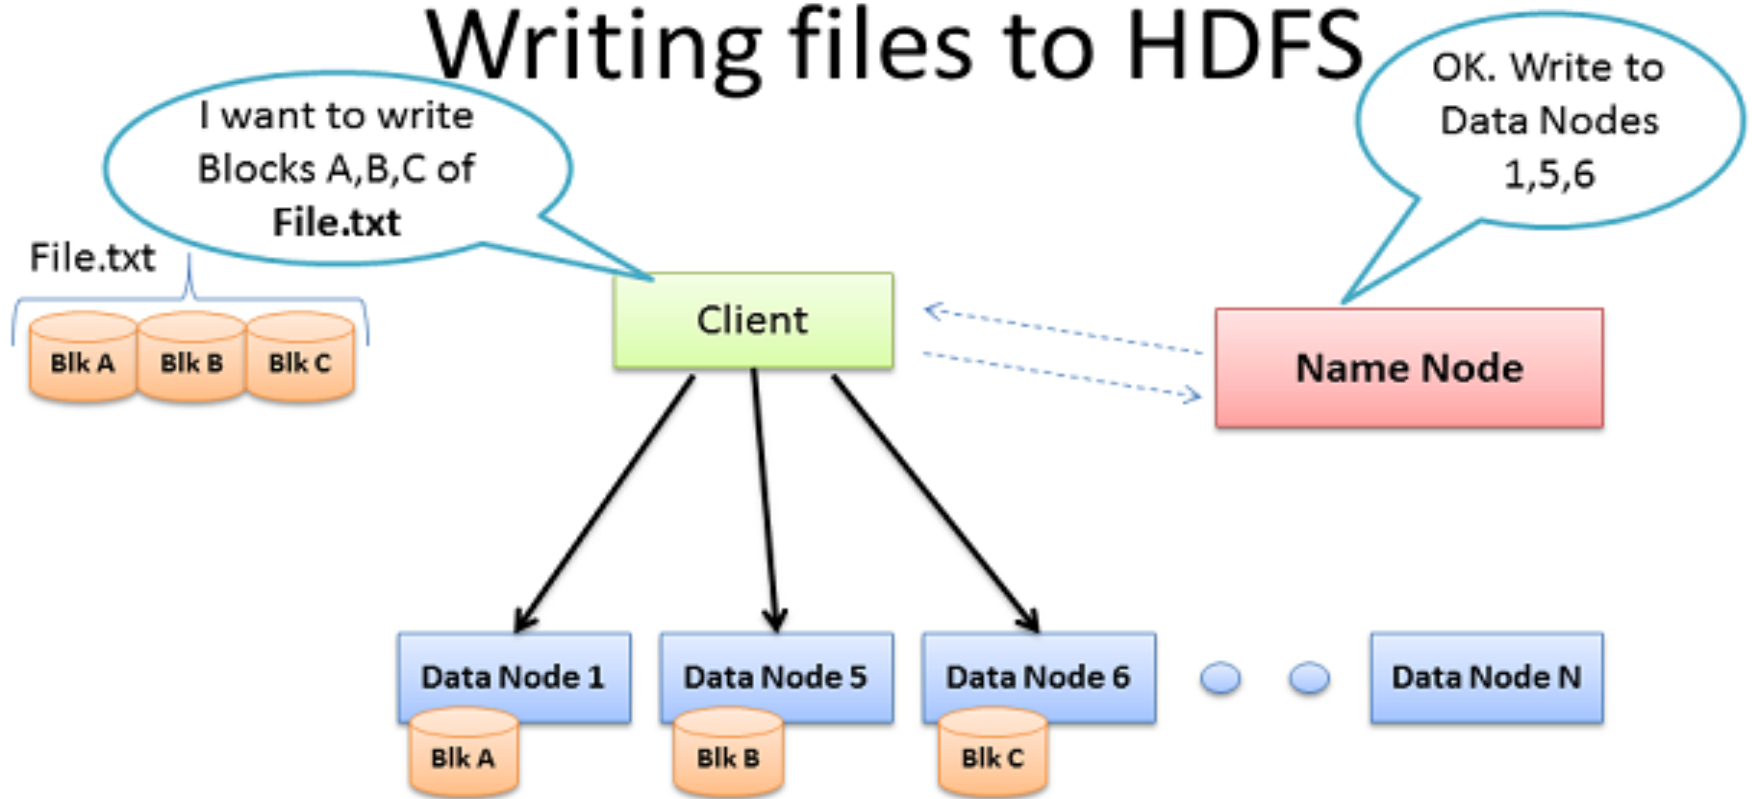 Writing files to HDFS
I want to write
Blocks A,B,C of
File.txt
OK. Write to
Data Nodes
1,5,6
File.txt
Blk A
Blk B
Blk C
Client
Name Node
Data Node 1
Data Node 5
Data Node 6
Data Node N
Blk A
Blk B
Blk C